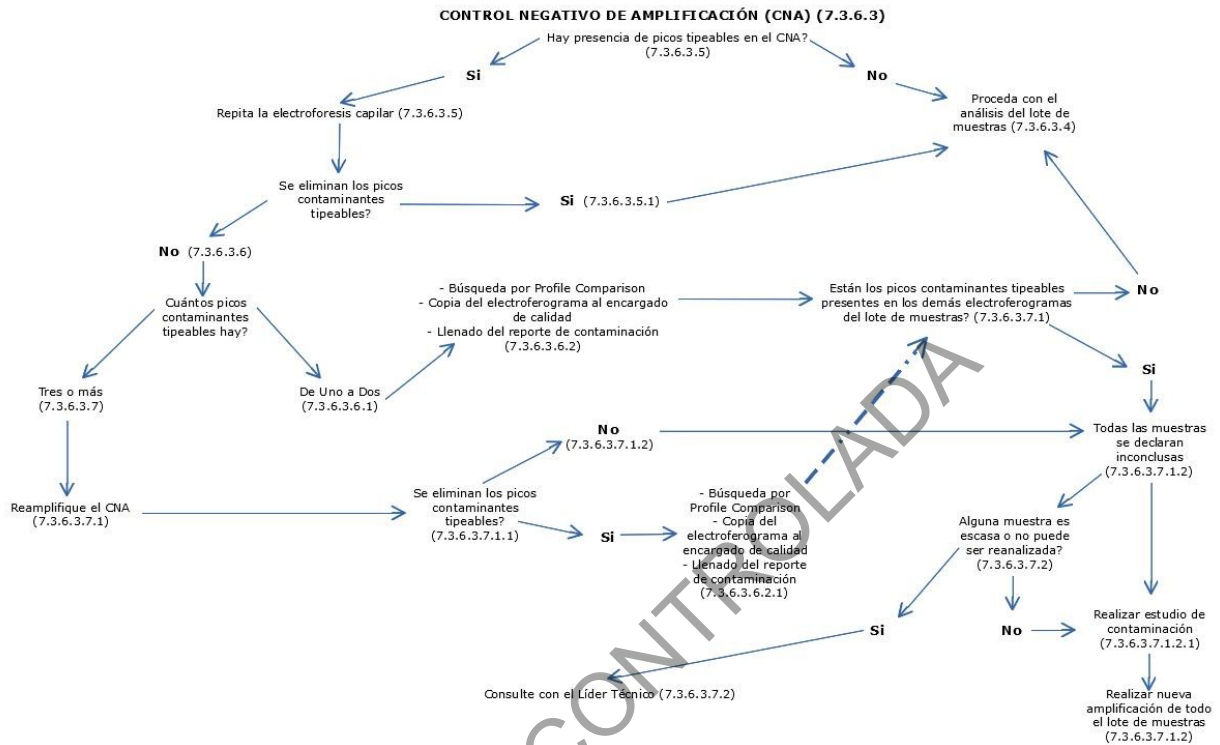 CONTROL NEGATIVO DE AMPLIFICACIÓN (CNA) (7.3.6.3)
Hay presencia de picos tipeables en el CNA?
(7.3.6.3.5)
Si
No
Repita la electroforesis capilar (7.3.6.3.5)
Proceda con el
análisis del lote de
muestras (7.3.6.3.4)
Se eliminan los picos
contaminantes
tipeables?
Si (7.3.6.3.5.1)
No (7.3.6.3.6)
Cuántos picos
contaminantes
tipeables hay?
- Búsqueda por Profile Comparison
- Copia del electroferograma al encargado
de calidad
- Llenado del reporte de contaminación
(7.3.6.3.6.2)
Están los picos contaminantes tipeables
presentes en los demás electroferogramas
del lote de muestras? (7.3.6.3.7.1)
No
Si
Tres o más
(7.3.6.3.7)
De Uno a Dos
(7.3.6.3.6.1)
No
(7.3.6.3.7.1.2)
Todas las muestras
se declaran
inconclusas
(7.3.6.3.7.1.2)
Reamplifique el CNA
(7.3.6.3.7.1)
Se eliminan los picos
contaminantes
tipeables?
(7.3.6.3.7.1.1)
Si
- Búsqueda por
Profile Comparison
- Copia del
electroferograma al
encargado de calidad
- Llenado del reporte
de contaminación
(7.3.6.3.6.2.1)
Alguna muestra es
escasa o no puede
ser reanalizada?
(7.3.6.3.7.2)
Si
No
Realizar estudio de
contaminación
(7.3.6.3.7.1.2.1)
Consulte con el Líder Técnico (7.3.6.3.7.2)
Realizar nueva
amplificación de todo
el lote de muestras
(7.3.6.3.7.1.2)
CONTROLADA